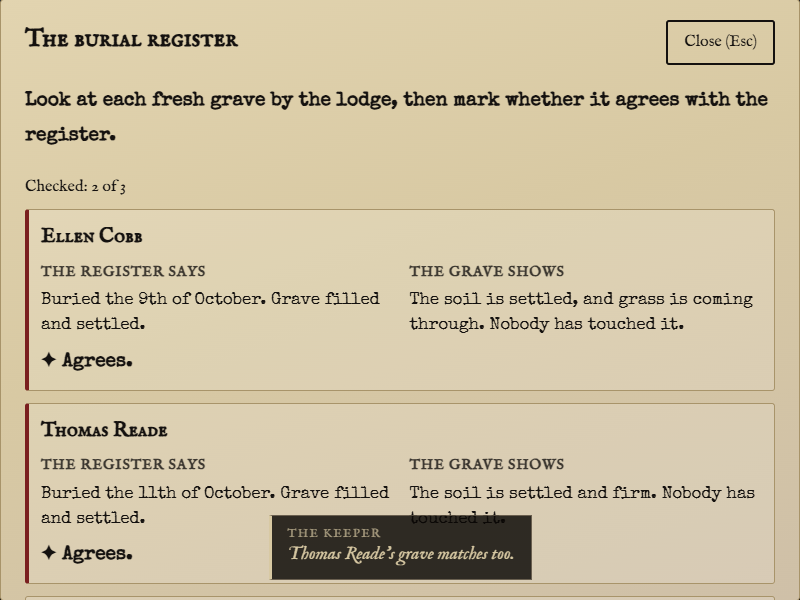 The burial register
Close (Esc)
Look at each fresh grave by the lodge, then mark whether it agrees with the
register.
Checked: 2 of 3
Ellen Cobb
THE REGISTER SAYS
Buried the 9th of October. Grave filled
and settled.
THE GRAVE SHOWS
The soil is settled, and grass is coming
through. Nobody has touched it.
✦ Agrees.
Thomas Reade
THE REGISTER SAYS
Buried the 11th of October. Grave filled
and settled.
THE GRAVE SHOWS
The soil is settled and firm. Nobody has
touched it.
✦ Agrees.
THE KEEPER
Thomas Reade's grave matches too.